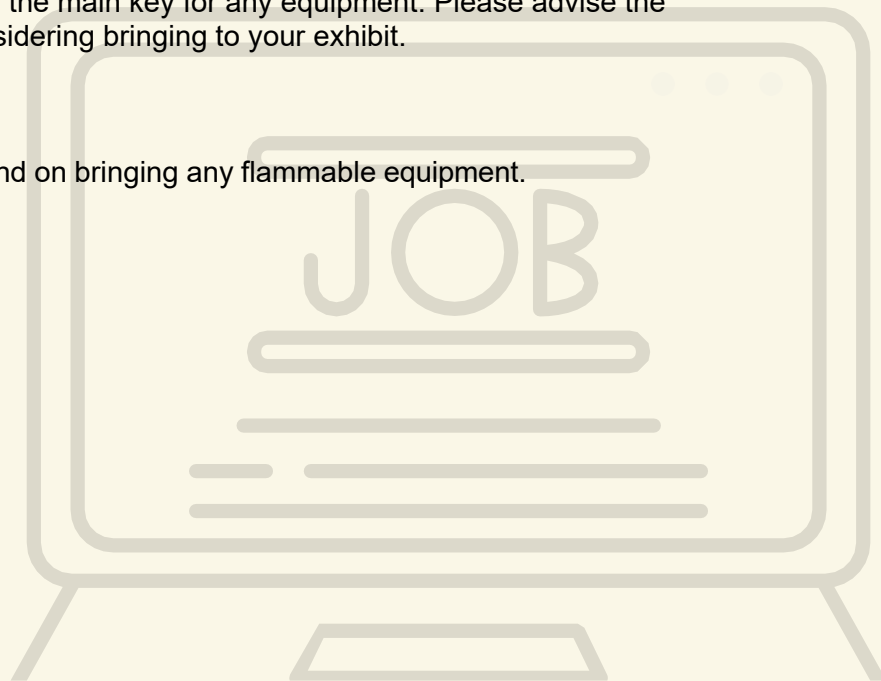 the main key for any equipment. Please advise the
sidering bringing to your exhibit.
nd on bringing any flammable equipment.
JOB